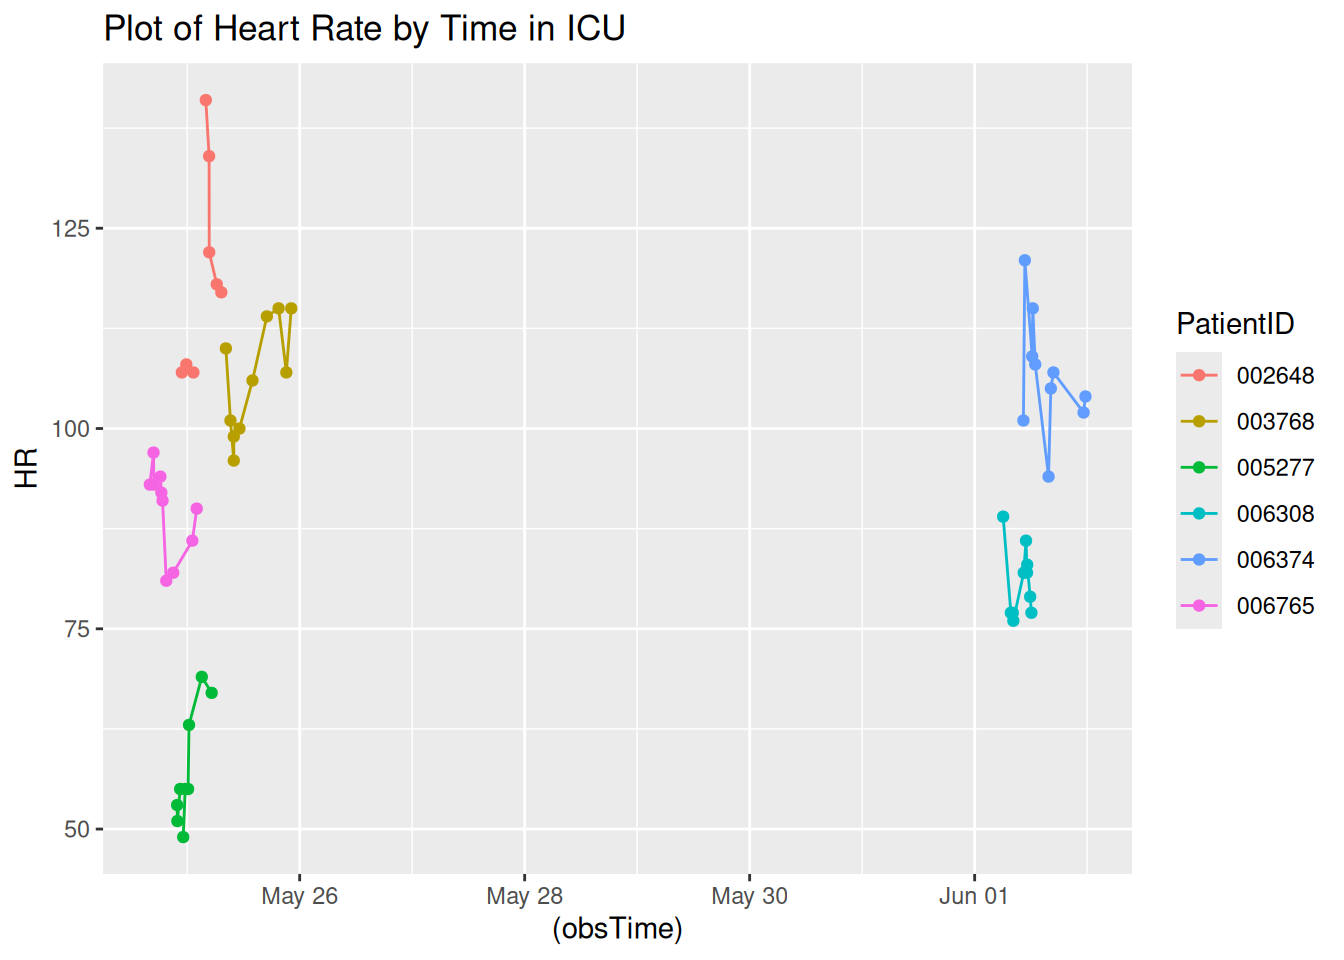 Plot of Heart Rate by Time in ICU
125
100
75
50
HR
May 26
May 28
May 30
Jun 01
(obsTime)
PatientID
002648
003768
005277
006308
006374
006765